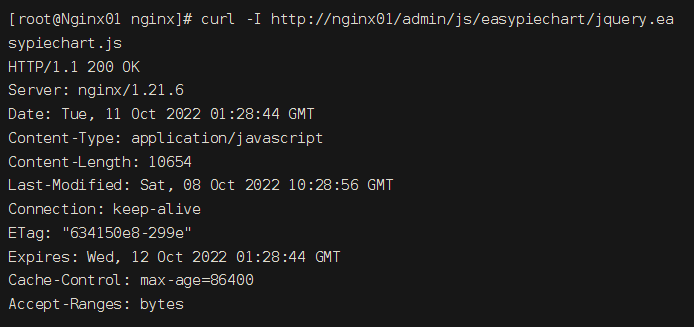 [root@Nginx01 nginx]# curl -I http://nginx01/admin/js/easypiechart/jquery.ea
sypiechart.js
HTTP/1.1 200 OK
Server: nginx/1.21.6
Date: Tue, 11 Oct 2022 01:28:44 GMT
Content-Type: application/javascript
Content-Length: 10654
Last-Modified: Sat, 08 Oct 2022 10:28:56 GMT
Connection: keep-alive
ETag: "634150e8-299e"
Expires: Wed, 12 Oct 2022 01:28:44 GMT
Cache-Control: max-age=86400
Accept-Ranges: bytes